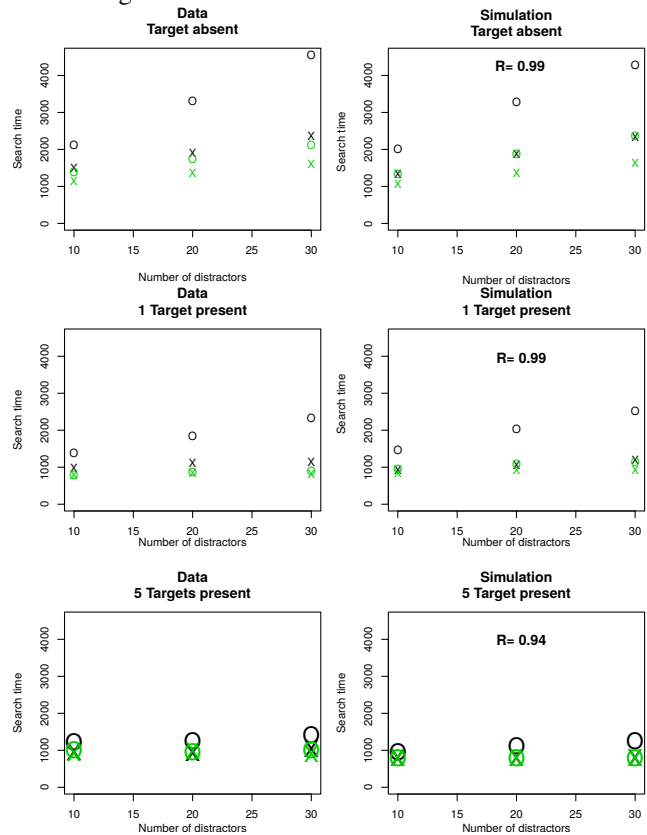 Data
Target absent
Search time
4000
3000
2000
1000
0
10 15 20 25 30
Number of distractors
Simulation
Target absent
R= 0.99
Search time
4000
3000
2000
1000
0
10 15 20 25 30
Number of distractors
Data
1 Target present
Search time
4000
3000
2000
1000
0
10 15 20 25 30
Number of distractors
Simulation
1 Target present
R= 0.99
Search time
4000
3000
2000
1000
0
10 15 20 25 30
Number of distractors
Data
5 Targets present
Search time
4000
3000
2000
1000
0
10 15 20 25 30
Number of distractors
Simulation
5 Target present
R= 0.94
Search time
4000
3000
2000
1000
0
10 15 20 25 30
Number of distractors